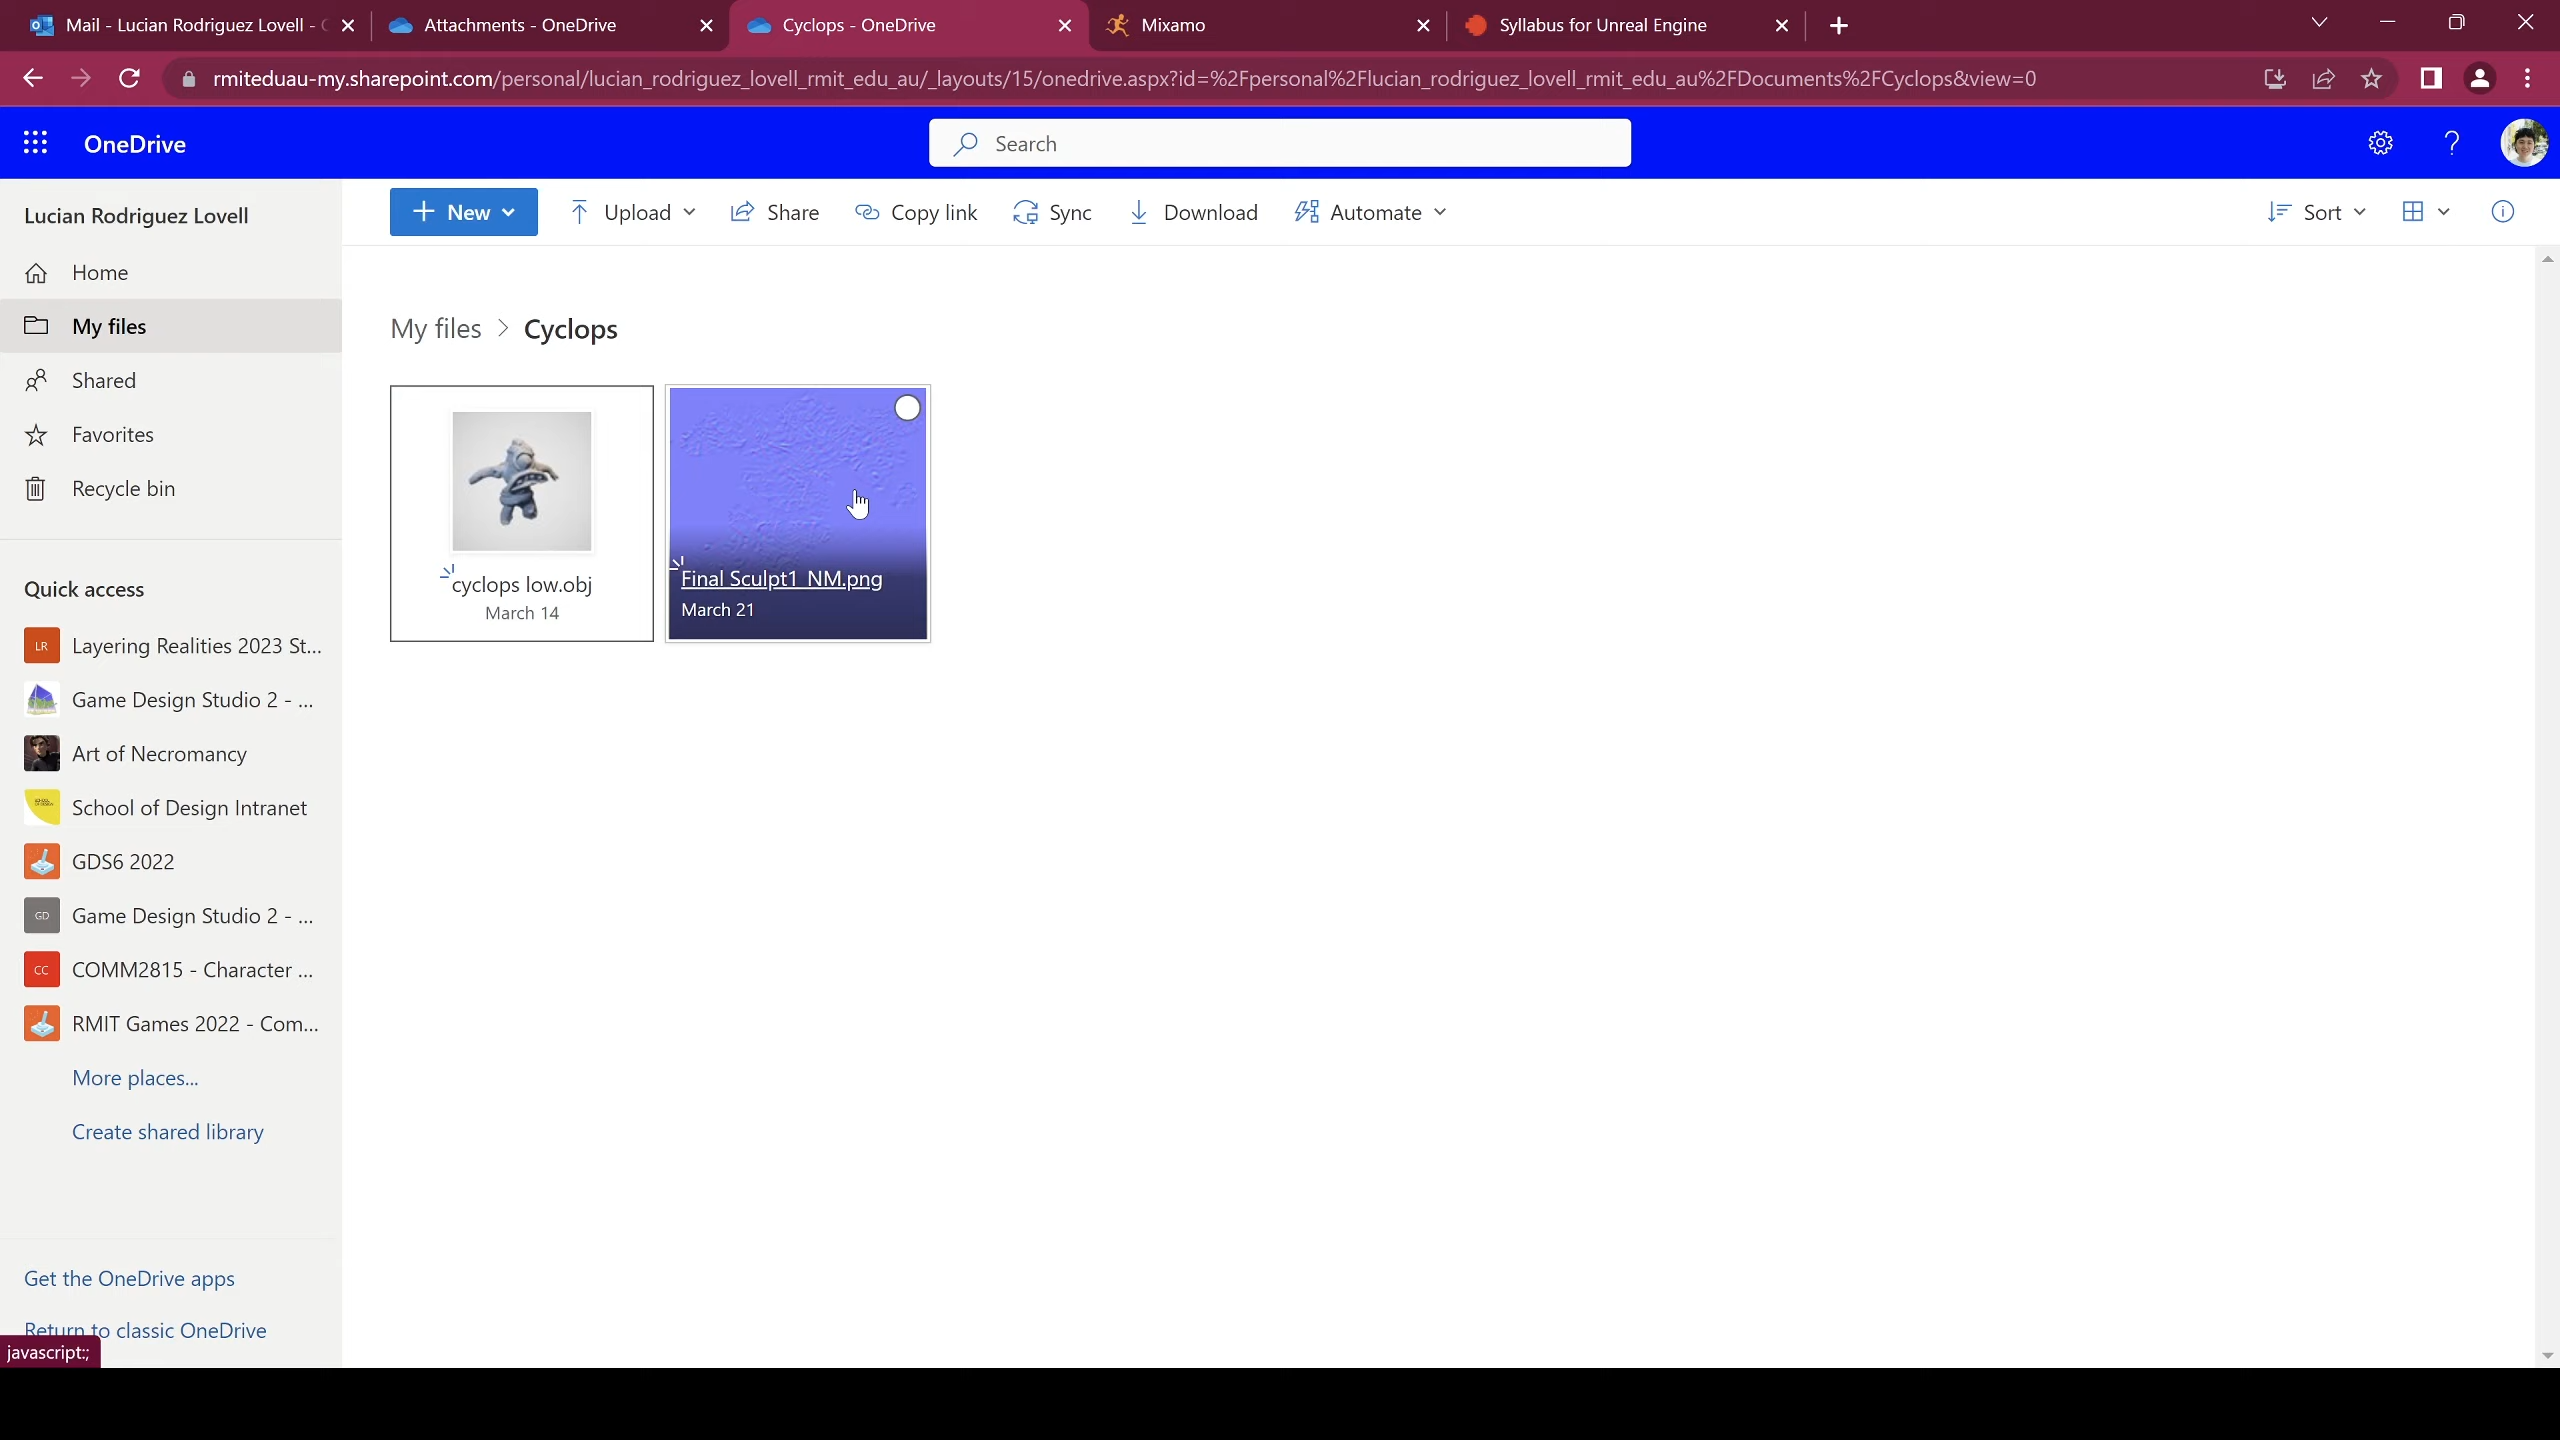 Mail - Lucian Rodriguez Lovell -
Attachments - OneDrive
Cyclops - OneDrive
Mixamo
Syllabus for Unreal Engine
rmiteduau-my.sharepoint.com/personal/lucian_rodriguez_lovell_rmit_edu_au/_layouts/15/onedrive.aspx?id=%2Fpersonal%2Flucian_rodriguez_lovell_rmit_edu_au%2FDocuments%2FCyclops&view=0
OneDrive
Search
Lucian Rodriguez Lovell
New
Upload
Share
Copy link
Sync
Download
Automate
Sort
Home
My files
Shared
Favorites
Recycle bin
My files > Cyclops
cyclops low.obj
March 14
Final Sculpt1_NM.png
March 21
Quick access
LR Layering Realities 2023 St...
Game Design Studio 2 - ...
Art of Necromancy
School of Design Intranet
GDS6 2022
GD Game Design Studio 2 - ...
CC COMM2815 - Character ...
RMIT Games 2022 - Com...
More places...
Create shared library
Get the OneDrive apps
Return to classic OneDrive
javascript:;